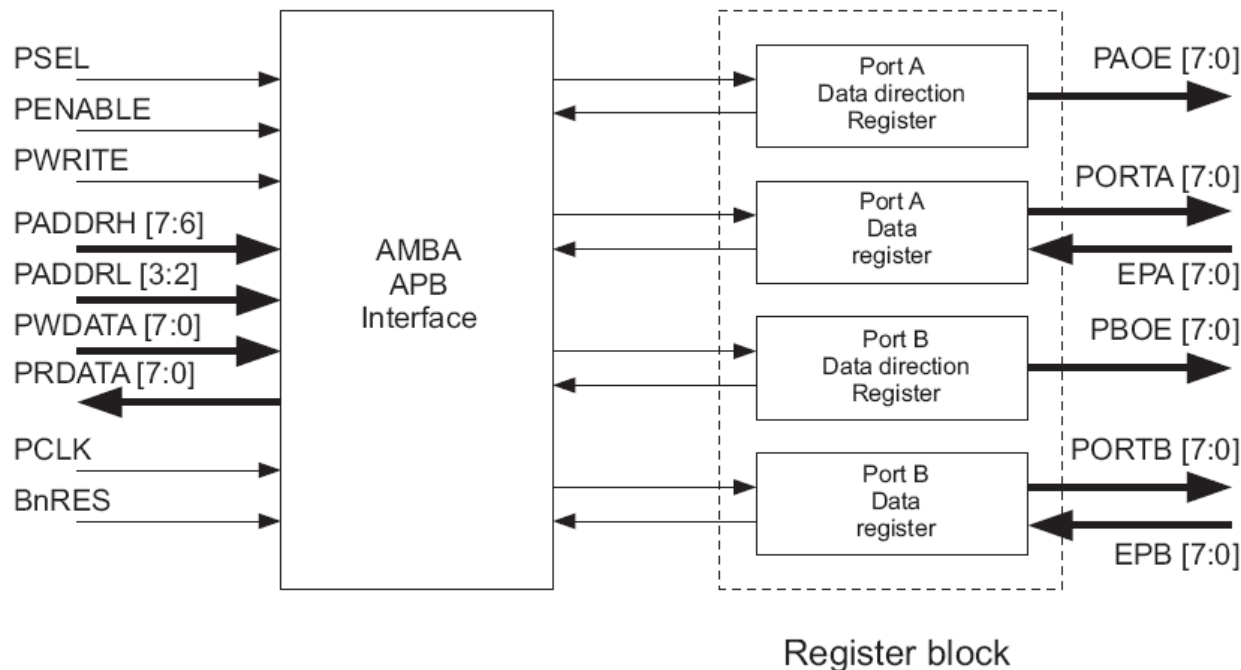 PSEL
PENABLE
PWRITE
PADDRH [7:6]
PADDRL [3:2]
PWDATA [7:0]
PRDATA [7:0]
PCLK
BnRES
AMBA
APB
Interface
Port A
Data direction
Register
Port A
Data
register
Port B
Data direction
Register
Port B
Data
register
PAOE [7:0]
PORTA [7:0]
EPA [7:0]
PBOE [7:0]
PORTB [7:0]
EPB [7:0]
Register block